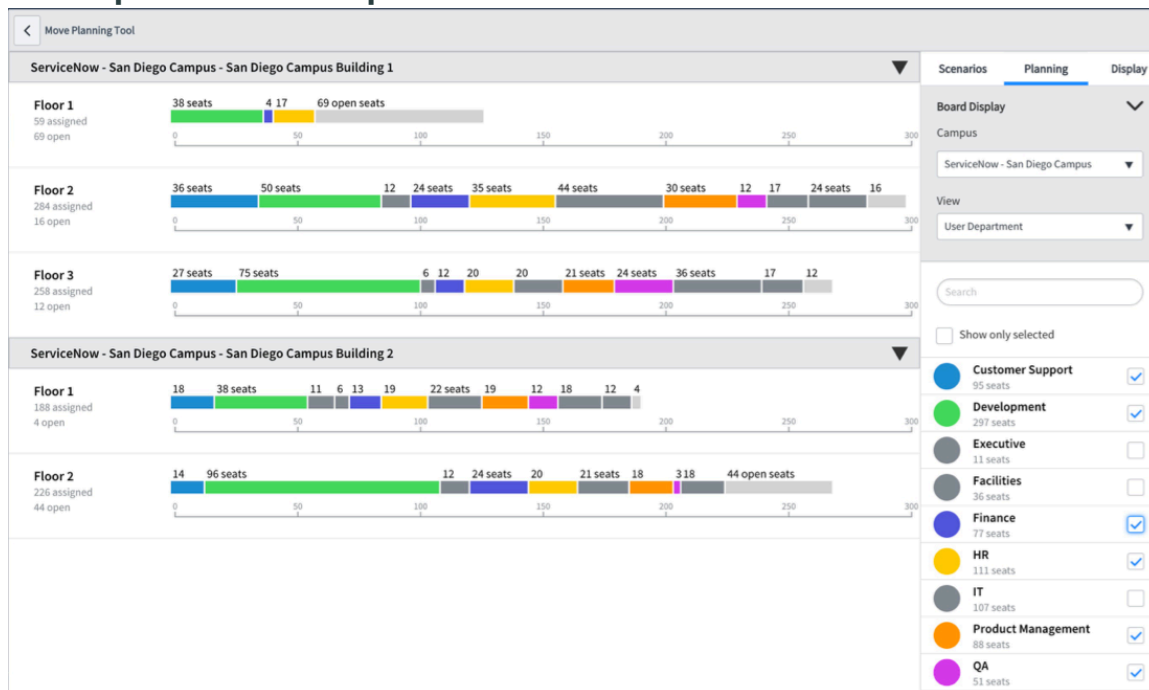 Move Planning Tool
ServiceNow - San Diego Campus - San Diego Campus Building 1
Floor 1
59 assigned
69 open
38 seats 4 17 69 open seats
0 50 100 150 200 250 300
Floor 2
284 assigned
16 open
36 seats 50 seats 12 24 seats 35 seats 44 seats 30 seats 12 17 24 seats 16
0 50 100 150 200 250 300
Floor 3
258 assigned
12 open
27 seats 75 seats 6 12 20 20 21 seats 24 seats 36 seats 17 12
0 50 100 150 200 250 300
ServiceNow - San Diego Campus - San Diego Campus Building 2
Floor 1
188 assigned
4 open
18 38 seats 11 6 13 19 22 seats 19 12 18 12 4
0 50 100 150 200 250 300
Floor 2
226 assigned
44 open
14 96 seats 12 24 seats 20 21 seats 18 3 18 44 open seats
0 50 100 150 200 250 300
Scenarios Planning Display
Board Display
Campus
ServiceNow - San Diego Campus
View
User Department
Search
Show only selected
Customer Support
95 seats
Development
297 seats
Executive
11 seats
Facilities
36 seats
Finance
77 seats
HR
111 seats
IT
107 seats
Product Management
88 seats
QA
51 seats